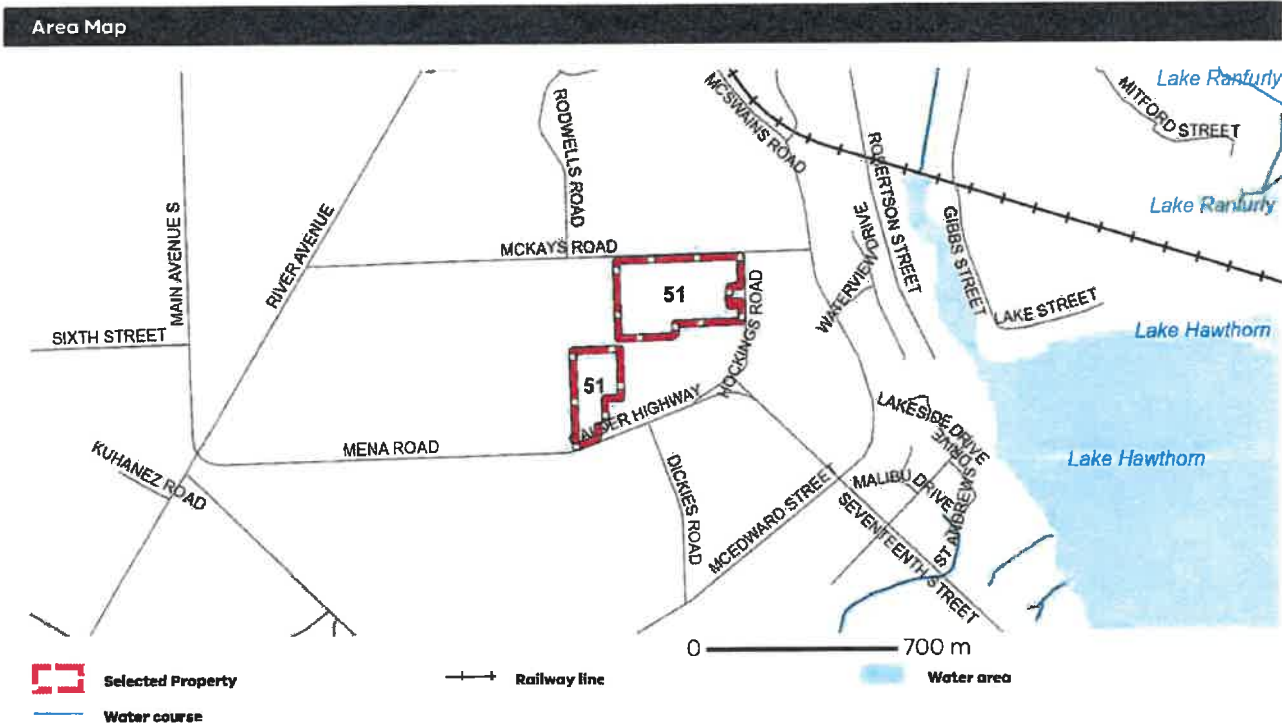 Area Map
Lake Ranfurly
MITFORD STREET
MCSWAINS ROAD
RODWELLS ROAD
ROBERTSON STREET
MAIN AVENUE S
RIVER AVENUE
Lake Ranfurly
GIBBS STREET
WATERVIEW DRIVE
MCKAYS ROAD
51
HOCKINGS ROAD
LAKE STREET
SIXTH STREET
Lake Hawthorn
51
CALDER HIGHWAY
LAKESIDE DRIVE
MENA ROAD
KUHANEZ ROAD
DICKIES ROAD
MCEDWARD STREET
MALIBU DRIVE
ST ANDREWS DRIVE
SEVENTEENTH STREET
Lake Hawthorn
0 700 m
Selected Property
Railway line
Water area
Water course